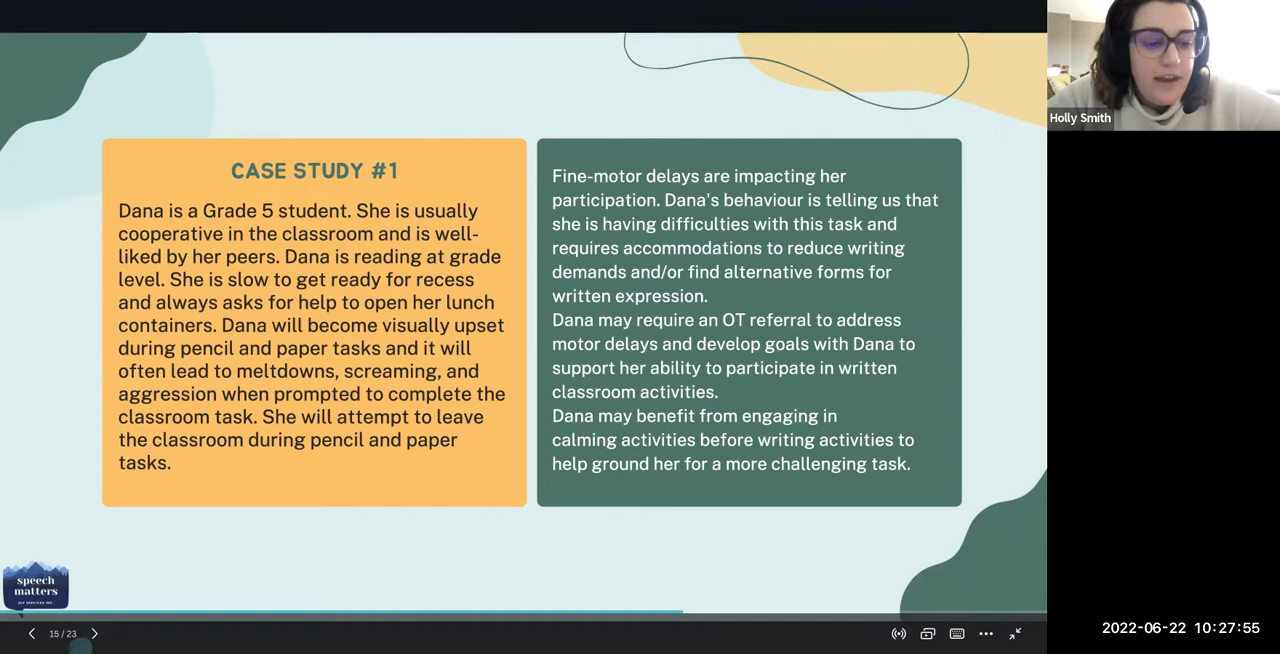 Holly Smith
CASE STUDY #1
Dana is a Grade 5 student. She is usually
cooperative in the classroom and is well-
liked by her peers. Dana is reading at grade
level. She is slow to get ready for recess
and always asks for help to open her lunch
containers. Dana will become visually upset
during pencil and paper tasks and it will
often lead to meltdowns, screaming, and
aggression when prompted to complete the
classroom task. She will attempt to leave
the classroom during pencil and paper
tasks.
Fine-motor delays are impacting her
participation. Dana's behaviour is telling us that
she is having difficulties with this task and
requires accommodations to reduce writing
demands and/or find alternative forms for
written expression.
Dana may require an OT referral to address
motor delays and develop goals with Dana to
support her ability to participate in written
classroom activities.
Dana may benefit from engaging in
calming activities before writing activities to
help ground her for a more challenging task.
speech
matters
SLP SERVICES INC.
15 / 23
2022-06-22 10:27:55